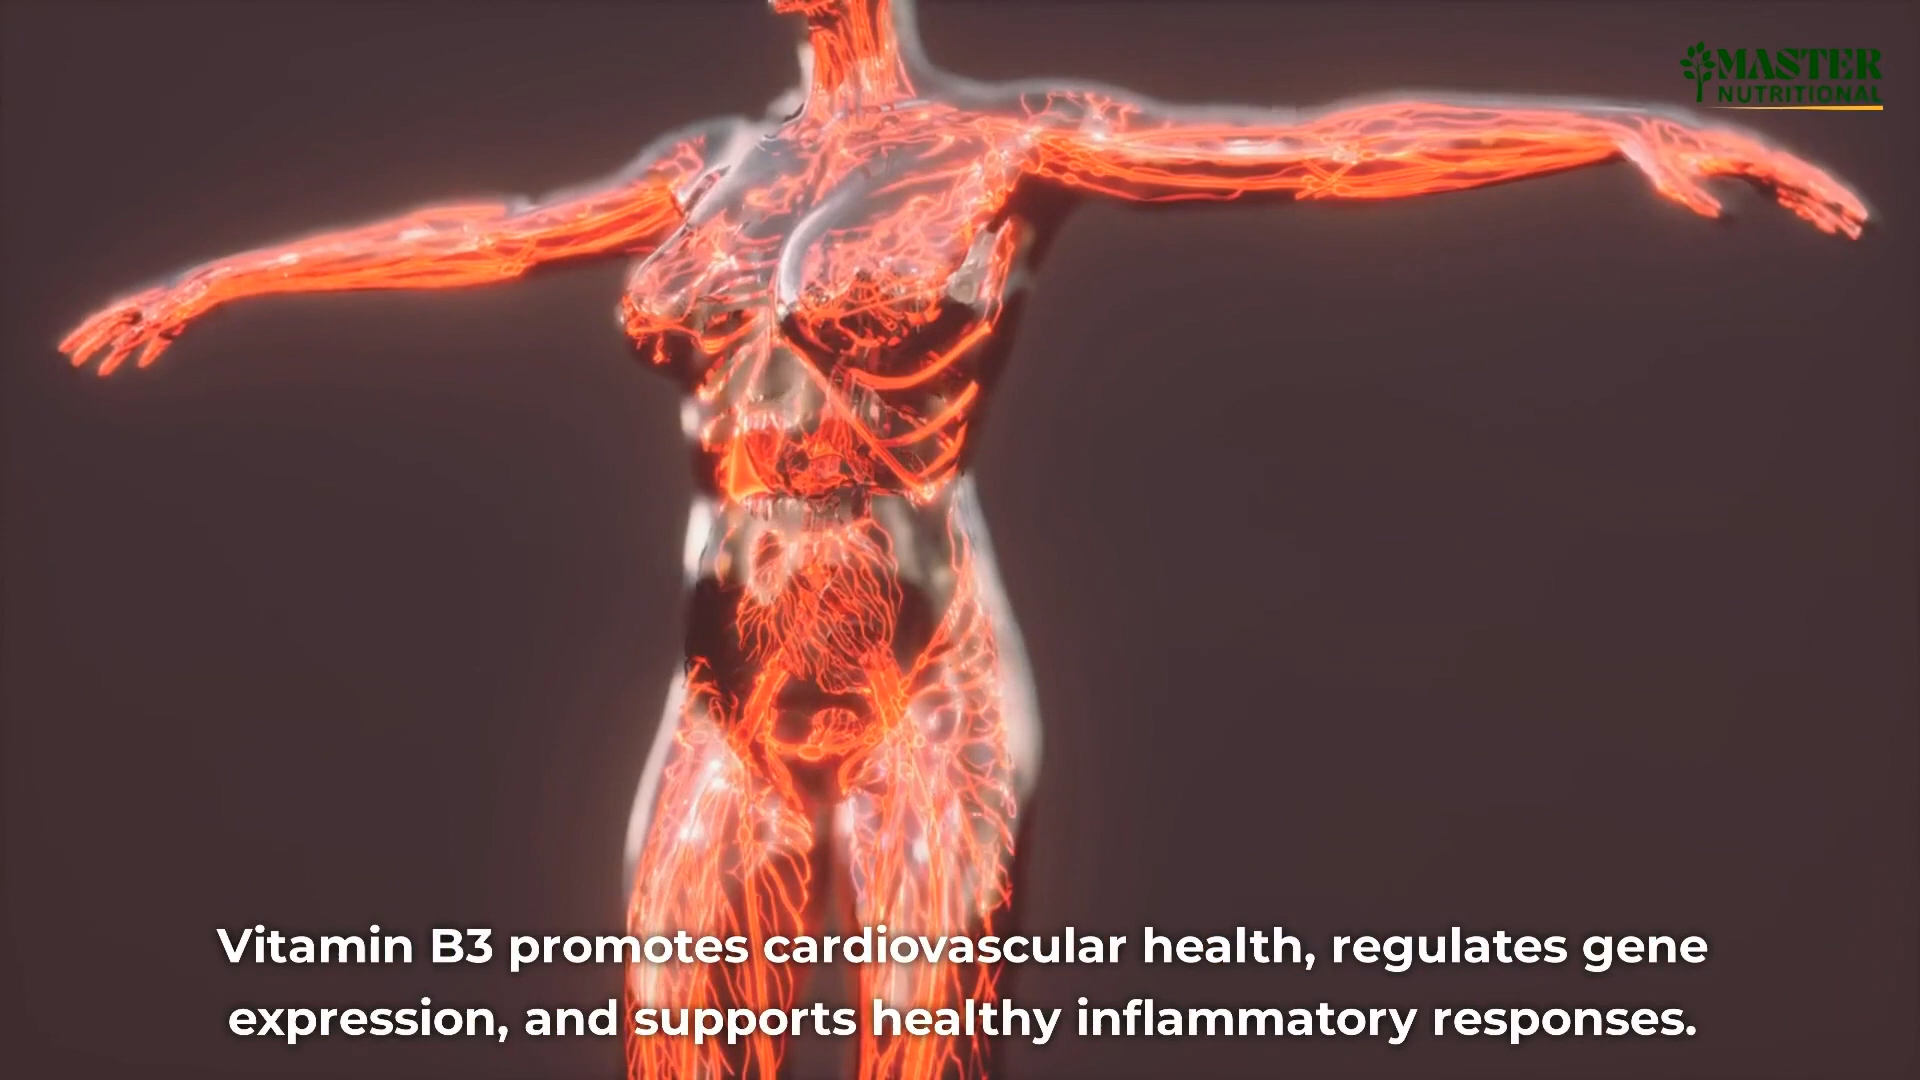 MASTER
NUTRITIONAL
Vitamin B3 promotes cardiovascular health, regulates gene
expression, and supports healthy inflammatory responses.